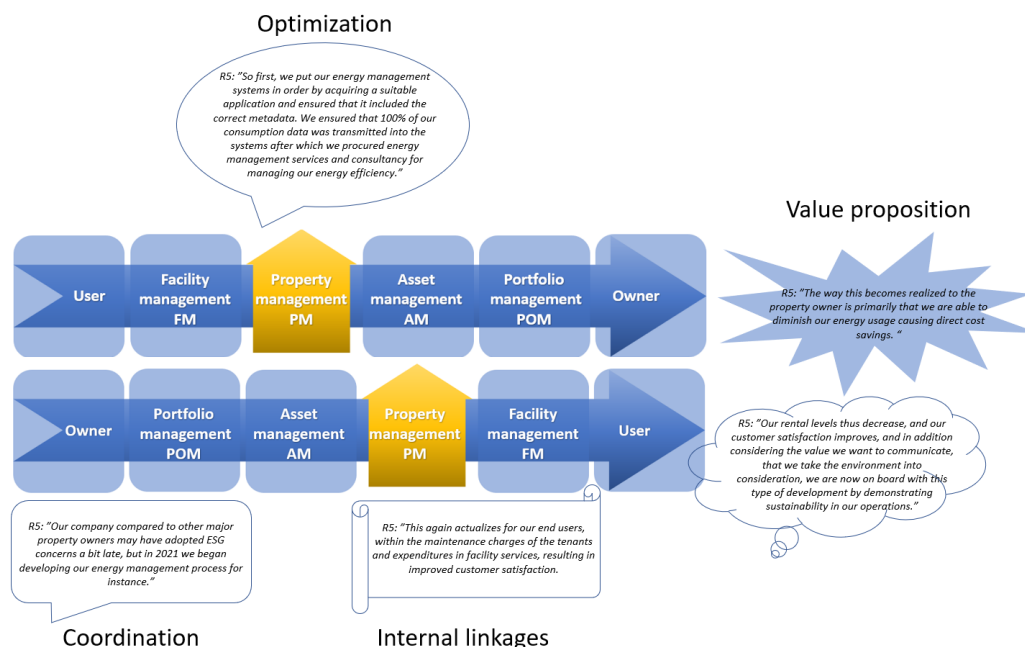 Optimization
R5: ”So first, we put our energy management
systems in order by acquiring a suitable
application and ensured that it included the
correct metadata. We ensured that 100% of our
consumption data was transmitted into the
systems after which we procured energy
management services and consultancy for
managing our energy efficiency.”
Value proposition
User
Facility
management
FM
Property
management
PM
Asset
management
AM
Portfolio
management
POM
Owner
R5: ”The way this becomes realized to the
property owner is primarily that we are able to
diminish our energy usage causing direct cost
savings. “
Owner
Portfolio
management
POM
Asset
management
AM
Property
management
PM
Facility
management
FM
User
R5: ”Our rental levels thus decrease, and our
customer satisfaction improves, and in addition
considering the value we want to communicate,
that we take the environment into
consideration, we are now on board with this
type of development by demonstrating
sustainability in our operations.”
R5: ”Our company compared to other major
property owners may have adopted ESG
concerns a bit late, but in 2021 we began
developing our energy management process for
instance.”
R5: ”This again actualizes for our end users,
within the maintenance charges of the tenants
and expenditures in facility services, resulting in
improved customer satisfaction.
Coordination
Internal linkages